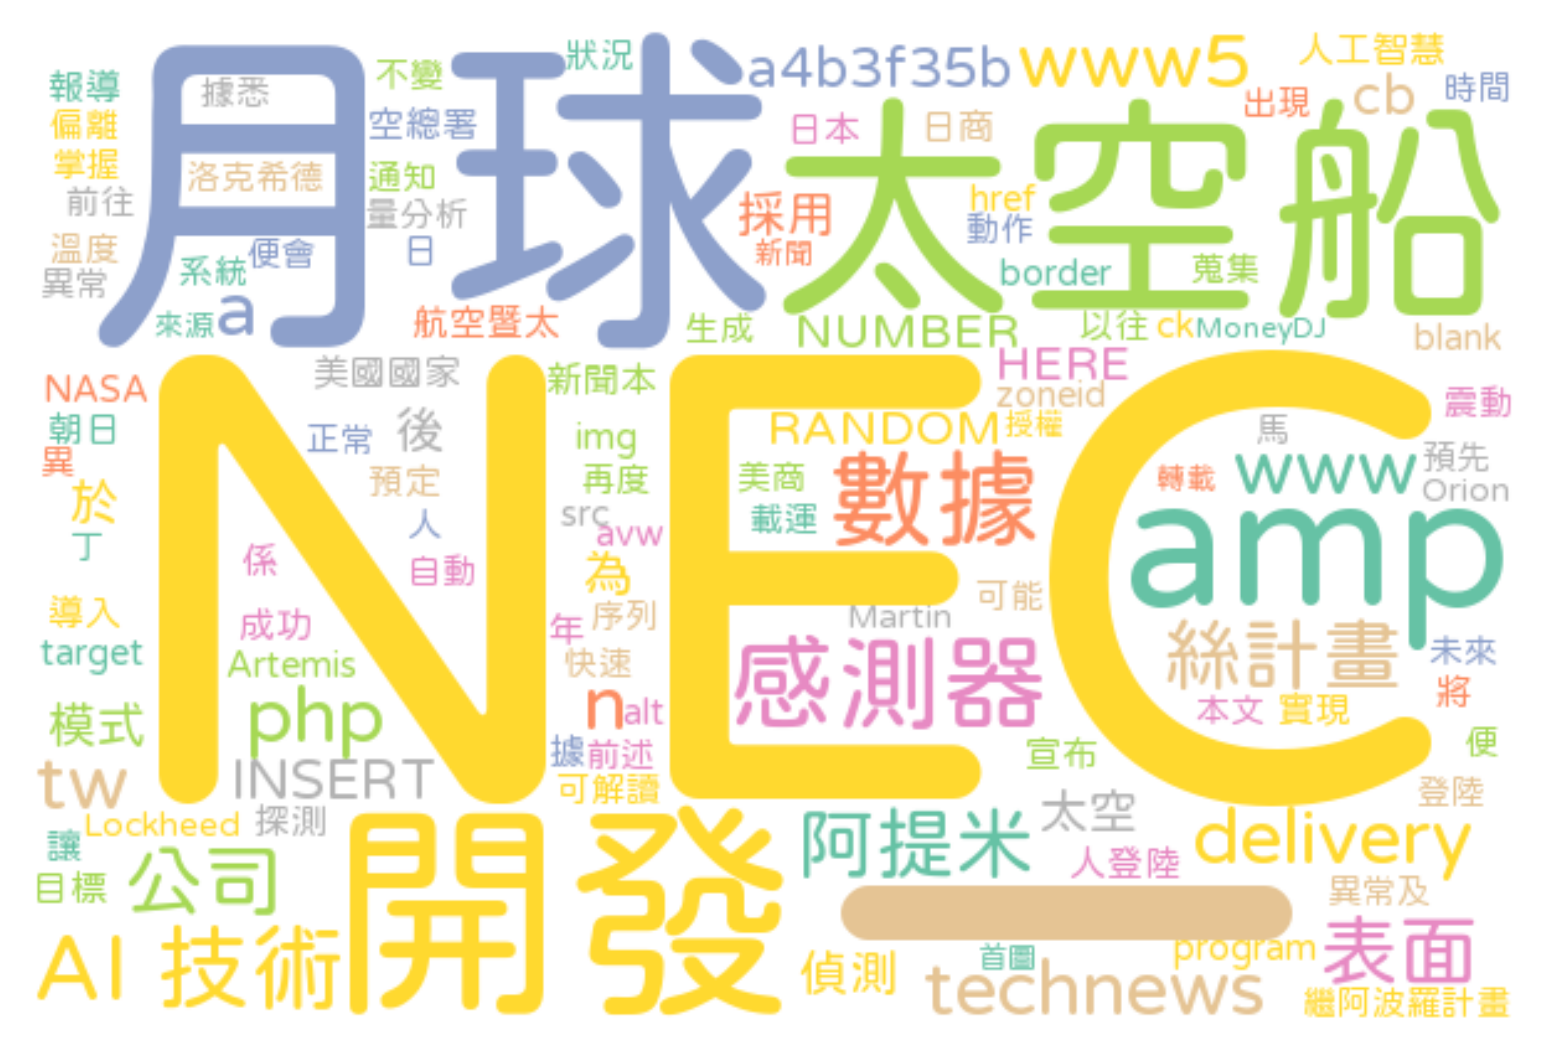 報導
據悉
不變
狀況
a4b3f35b
www5
人工智慧
月球
偏離
空總署
日本
日商
出現
cb
時間
太空船
掌握
洛克希德
通知
採用
href
前往
量分析
新聞
動作
溫度
便會
日
border
蒐集
異常
系統
來源
a
航空暨太
生成
NUMBER
以往
ck
MoneyDJ
blank
NASA
美國國家
新聞本
HERE
zoneid
震動
NEC
朝日
正常
後
img
RANDOM
授權
馬
異
預定
再度
美商
數據
轉載
www
預先
Orion
於
人
src
avw
載運
amp
丁
係
自動
為
可能
導入
成功
年
序列
Martin
絲計畫
target
Artemis
快速
感測器
未來
模式
php
n
alt
本文
實現
將
tw
INSERT
據
前述
宣布
便
可解讀
登陸
Lockheed
探測
開發
阿提米
太空
delivery
讓
公司
人登陸
目標
ー
異常及
AI
技術
偵測
首圖
program
表面
technews
繼阿波羅計畫